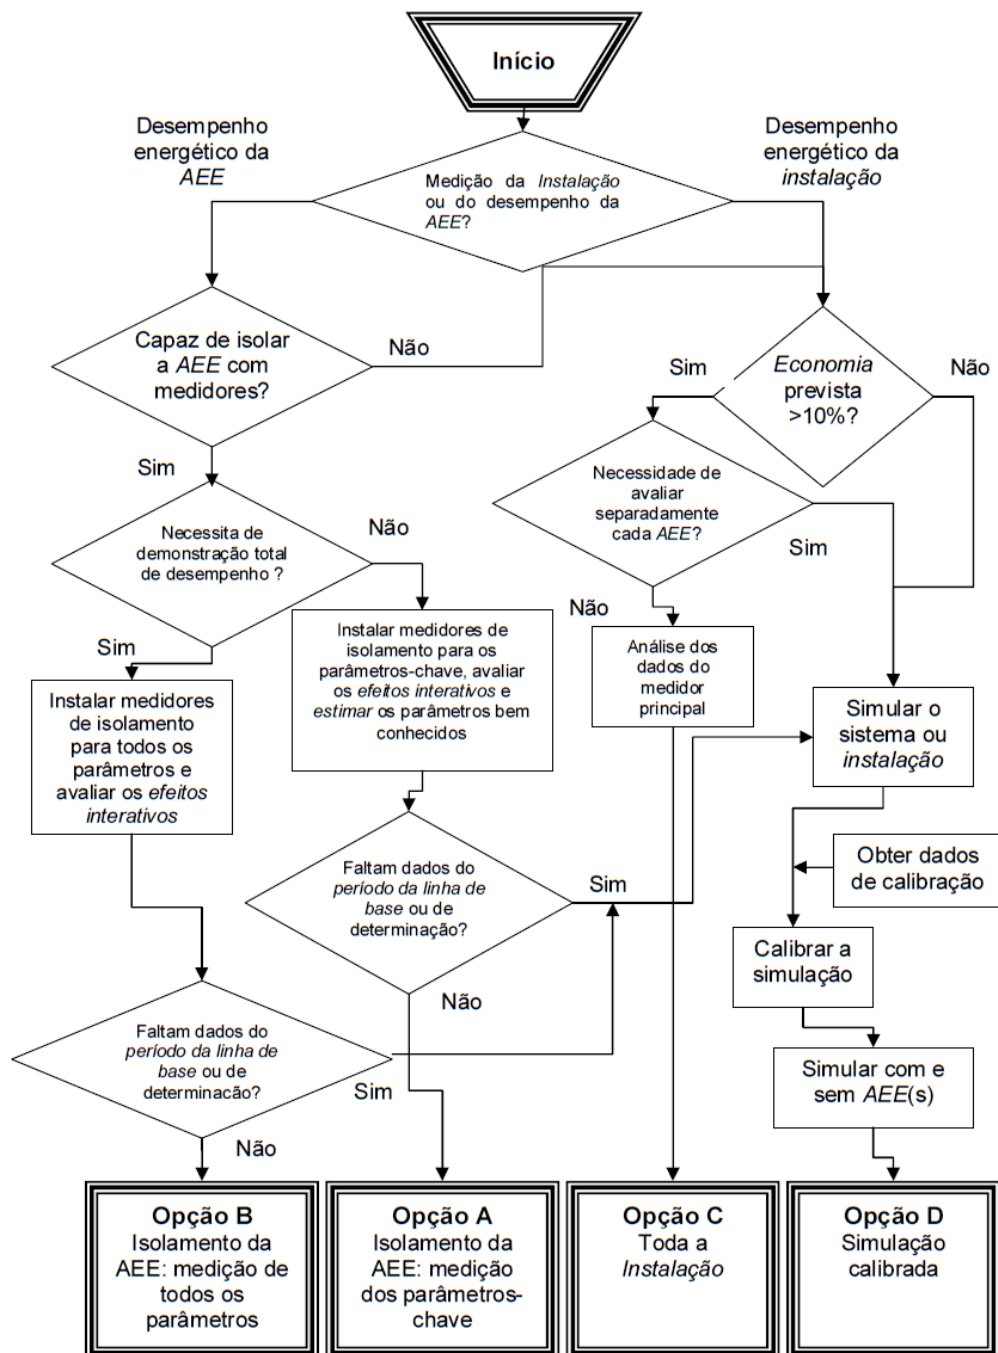 Início
Desempenho
energético da
AEE
Desempenho
energético da
instalação
Medição da Instalação
ou do desempenho da
AEE?
Capaz de isolar
a AEE com
medidores?
Não
Sim
Economia
prevista
>10%?
Não
Sim
Necessidade de
avaliar
separadamente
cada AEE?
Sim
Não
Necessita de
demonstração total
de desempenho ?
Não
Sim
Instalar medidores de
isolamento para os
parâmetros-chave, avaliar
os efeitos interativos e
estimar os parâmetros bem
conhecidos
Análise dos
dados do
medidor
principal
Instalar medidores
de isolamento
para todos os
parâmetros e
avaliar os efeitos
interativos
Simular o
sistema ou
instalação
Obter dados
de calibração
Faltam dados do
período da linha de
base ou de
determinação?
Sim
Não
Calibrar a
simulação
Faltam dados do
período da linha de
base ou de
determinacão?
Sim
Não
Simular com e
sem AEE(s)
Opção B
Isolamento da
AEE: medição de
todos os
parâmetros
Opção A
Isolamento da
AEE: medição
dos parâmetros-
chave
Opção C
Toda a
Instalação
Opção D
Simulação
calibrada